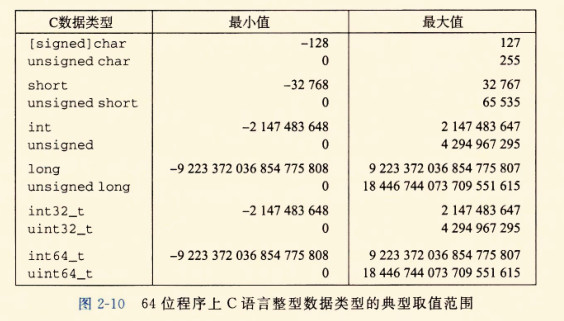 C数据类型 最小值 最大值
[signed]char −128 127
unsigned char 0 255
short −32 768 32 767
unsigned short 0 65 535
int −2 147 483 648 2 147 483 647
unsigned 0 4 294 967 295
long −9 223 372 036 854 775 808 9 223 372 036 854 775 807
unsigned long 0 18 446 744 073 709 551 615
int32_t −2 147 483 648 2 147 483 647
uint32_t 0 4 294 967 295
int64_t −9 223 372 036 854 775 808 9 223 372 036 854 775 807
uint64_t 0 18 446 744 073 709 551 615
图 2-10 64 位程序上 C 语言整型数据类型的典型取值范围